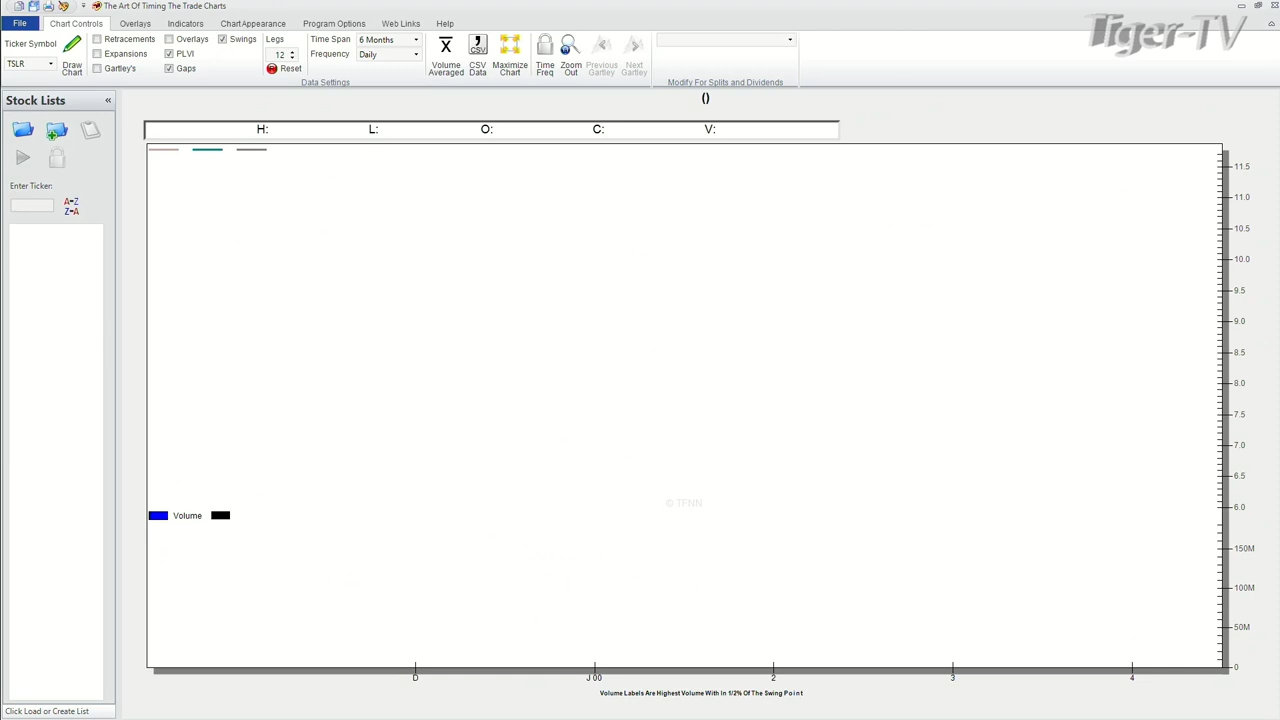 The Art Of Timing The Trade Charts
Tiger-TV
File Chart Controls Overlays Indicators Chart Appearance Program Options Web Links Help
Ticker Symbol
TSLR
Draw Chart
Retracements Overlays Swings
Expansions PLVI
Gartley's Gaps
Legs
12
Reset
Time Span 6 Months
Frequency Daily
Data Settings
Volume Averaged
CSV
CSV Data
Maximize Chart
Time Freq
Zoom Out
Previous Gartley
Next Gartley
Modify For Splits and Dividends
Stock Lists «
Enter Ticker:
A-Z
Z-A
Click Load or Create List
()
H: L: O: C: V:
11.5
11.0
10.5
10.0
9.5
9.0
8.5
8.0
7.5
7.0
6.5
6.0
© TFNN
Volume
150M
100M
50M
0
D J 00 2 3 4
Volume Labels Are Highest Volume With In 1/2% Of The Swing Point